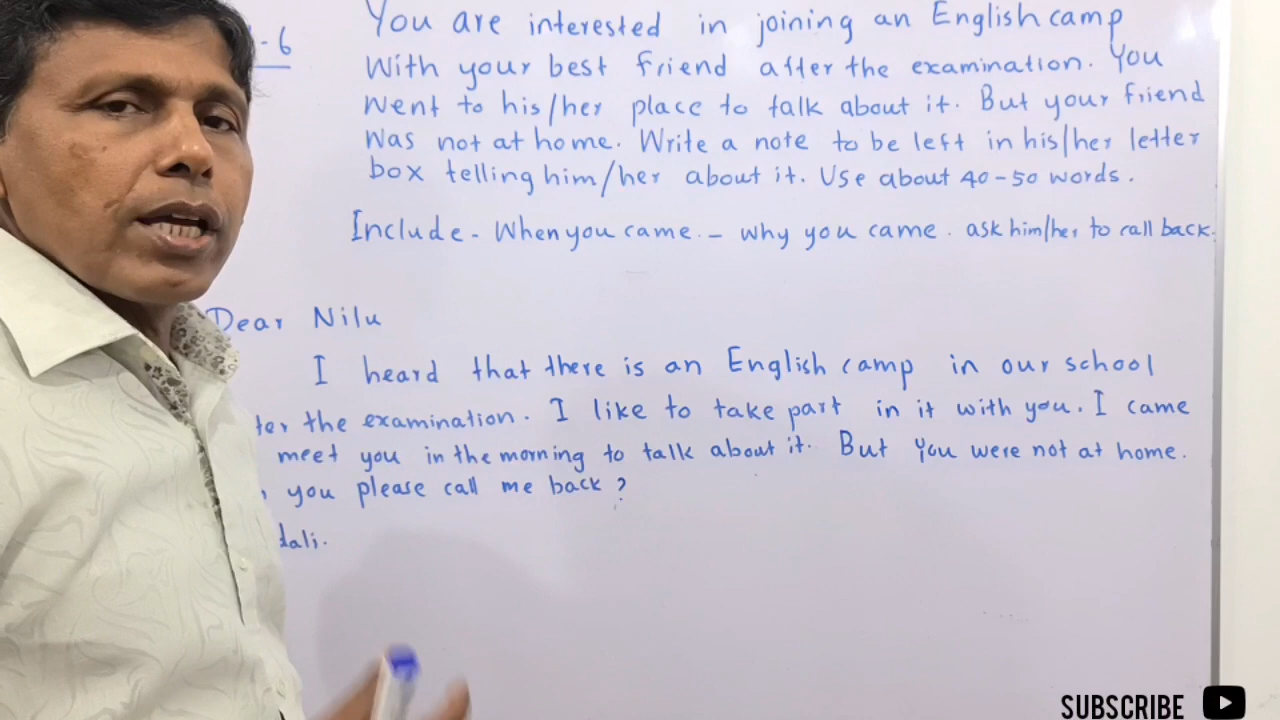 -6
You are interested in joining an English camp
With your best friend after the examination. You
went to his/her place to talk about it. But your friend
was not at home. Write a note to be left in his/her letter
box telling him/her about it. Use about 40-50 words.
Include - When you came. - why you came. ask him/her to call back.
Dear Nilu
I heard that there is an English camp in our school
ter the examination. I like to take part in it with you. I came
meet you in the morning to talk about it. But you were not at home.
you please call me back?
dali.
SUBSCRIBE